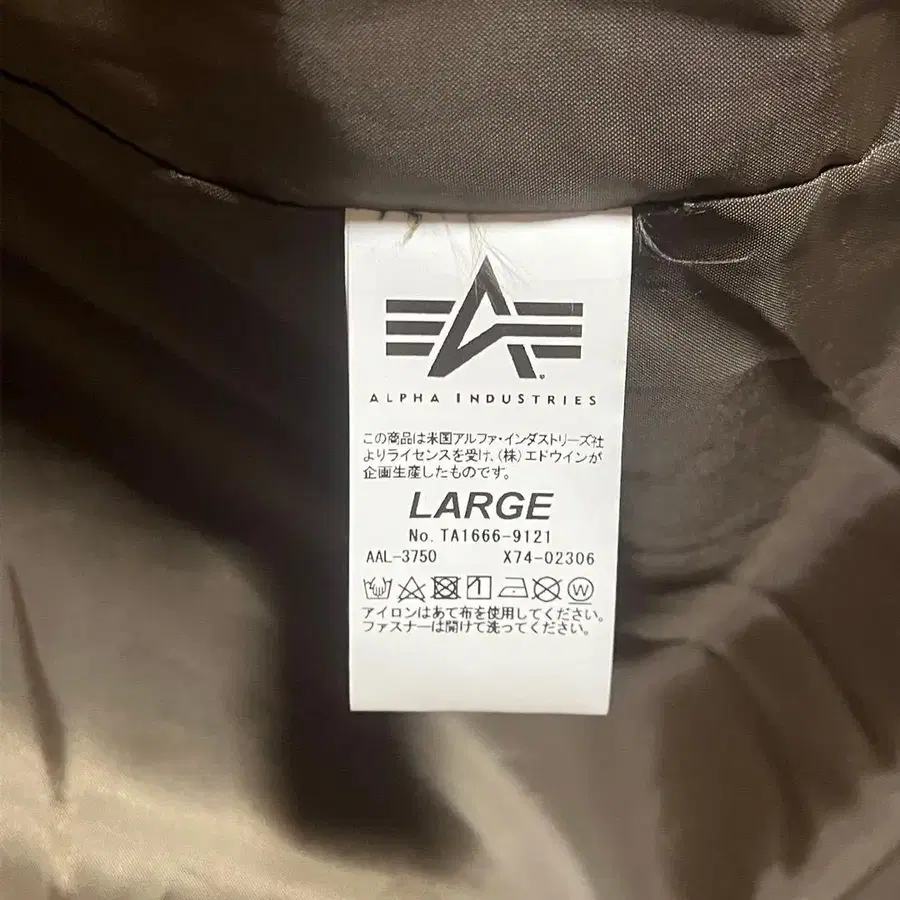 ALPHA INDUSTRIES
この商品は米国アルファ・インダストリーズ社
よりライセンスを受け、(株)エドウインが
企画生産したものです。
LARGE
No. TA1666-9121
AAL-3750 X74-02306
W
アイロンはあて布を使用してください。
ファスナーは開けて洗ってください。